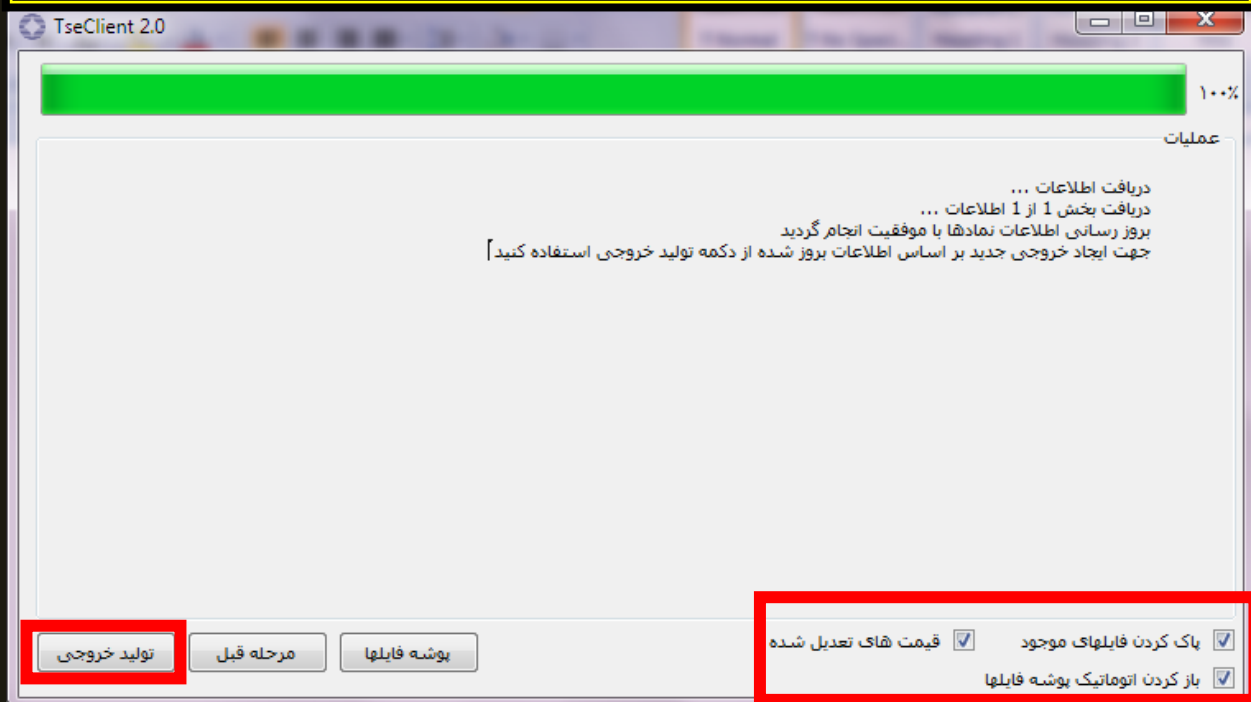 TseClient 2.0
۱۰۰%
عملیات
دریافت اطلاعات ...
دریافت بخش 1 از 1 اطلاعات ...
بروز رسانی اطلاعات نمادها با موفقیت انجام گردید
جهت ایجاد خروجی جدید بر اساس اطلاعات بروز شده از دکمه تولید خروجی استفاده کنید
پاک کردن فایلهای موجود
قیمت های تعدیل شده
پوشه فایلها
مرحله قبل
تولید خروجی
باز کردن اتوماتیک پوشه فایلها